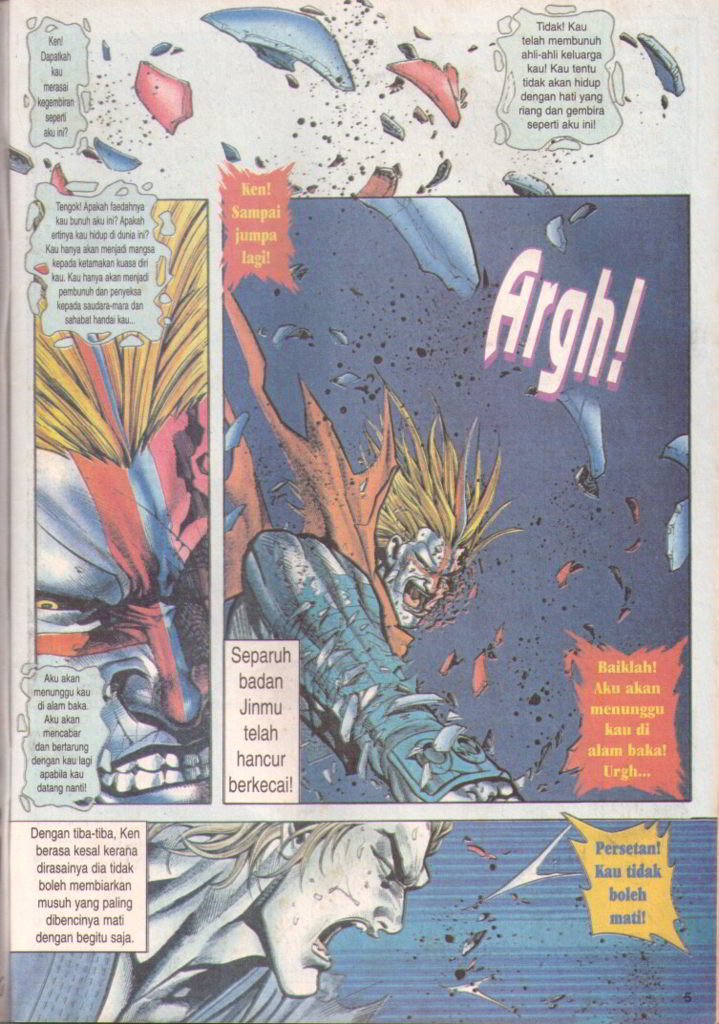 Ken!
Dapatkah
kau
merasai
kegembiran
seperti
aku ini?
Tidak! Kau
telah membunuh
ahli-ahli keluarga
kau! Kau tentu
tidak akan hidup
dengan hati yang
riang dan gembira
seperti aku ini!
Tengok! Apakah faedahnya
kau bunuh aku ini? Apakah
ertinya kau hidup di dunia ini?
Kau hanya akan menjadi mangsa
kepada ketamakan kuasa diri
kau. Kau hanya akan menjadi
pembunuh dan penyeksa
kepada saudara-mara dan
sahabat handai kau...
Ken!
Sampai
jumpa
lagi!
Argh!
Aku akan
menunggu kau
di alam baka.
Aku akan
mencabar
dan bertarung
dengan kau lagi
apabila kau
datang nanti!
Separuh
badan
Jinmu
telah
hancur
berkecai!
Baiklah!
Aku akan
menunggu
kau di
alam baka!
Urgh...
Dengan tiba-tiba, Ken
berasa kesal kerana
dirasainya dia tidak
boleh membiarkan
musuh yang paling
dibencinya mati
dengan begitu saja.
Persetan!
Kau tidak
boleh
mati!
5